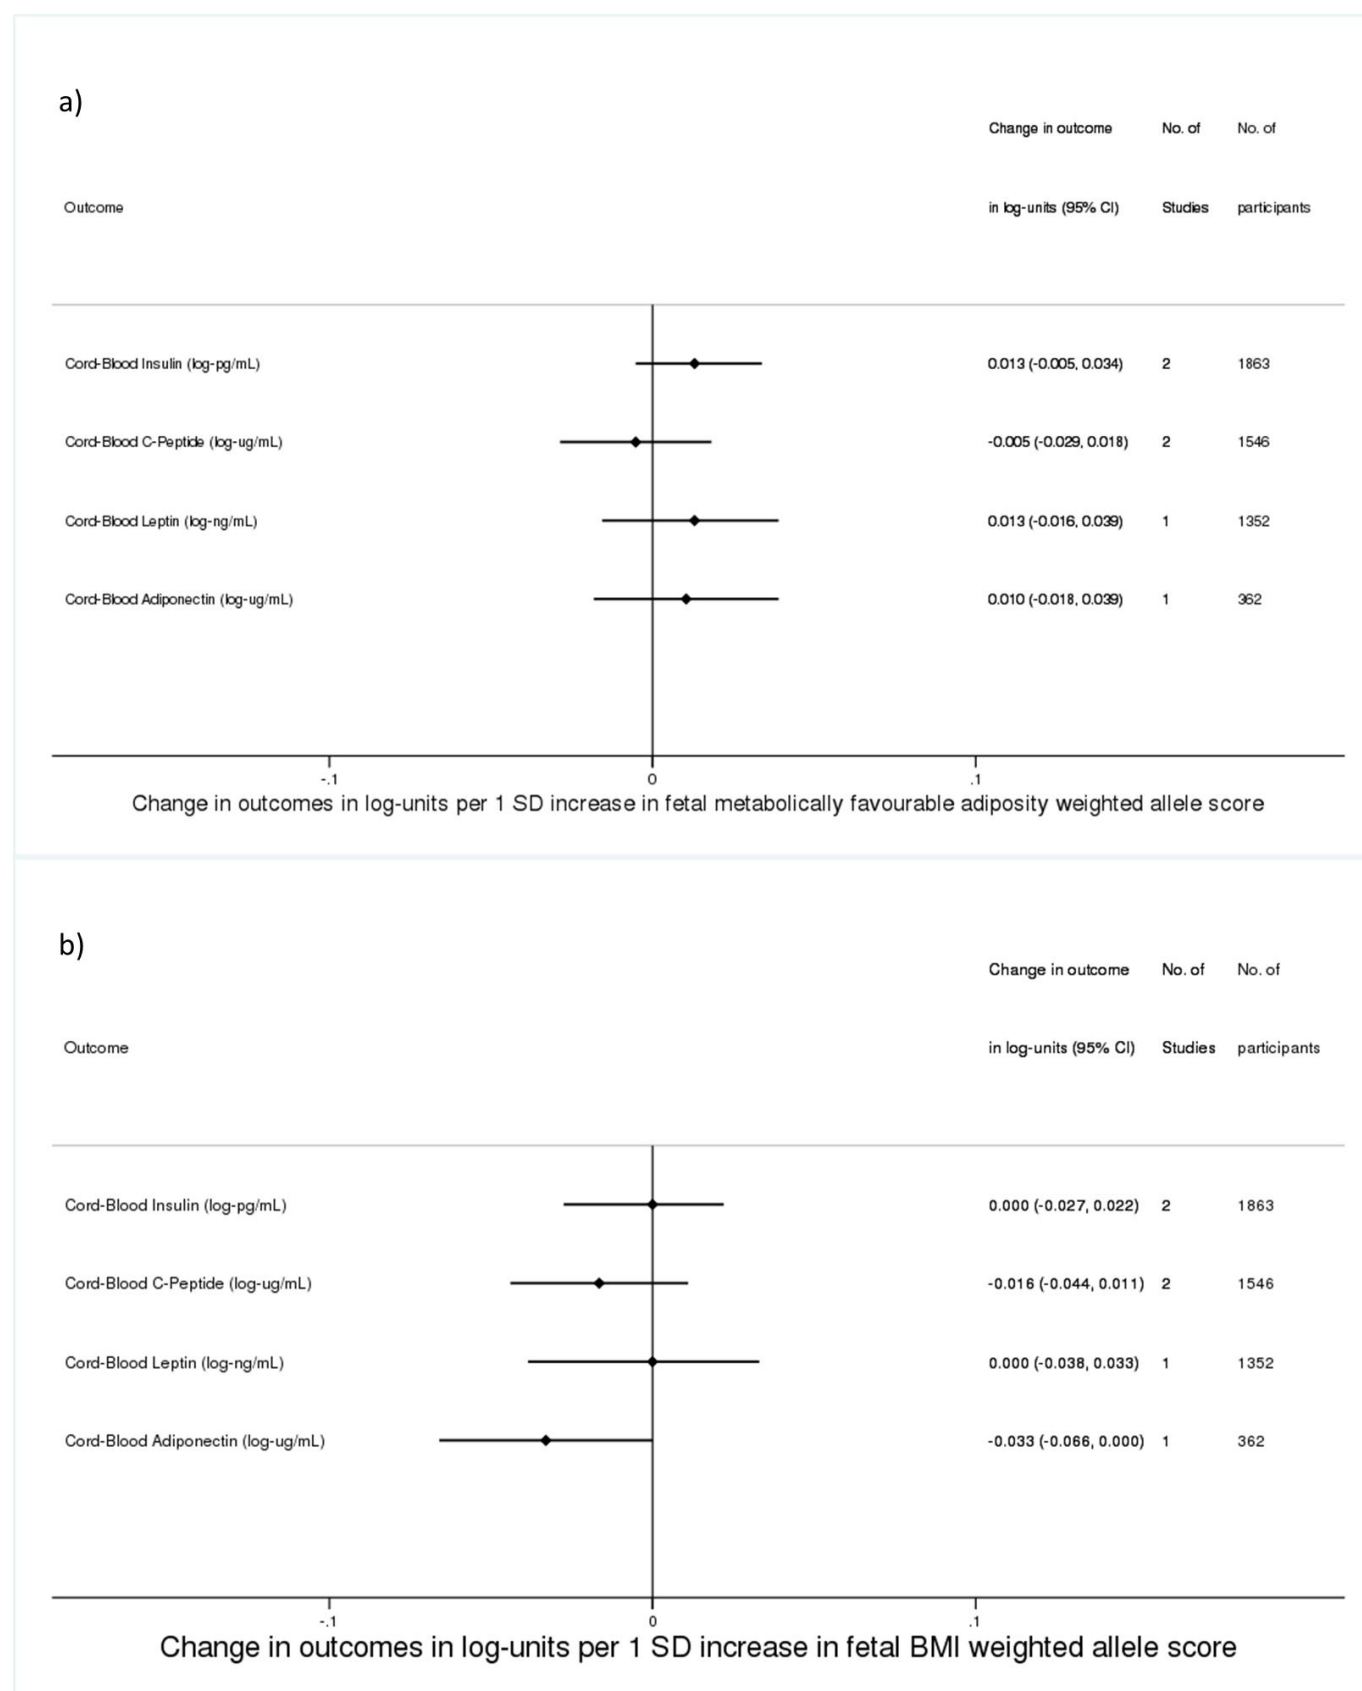 a)
Change in outcome No. of No. of
Outcome in log-units (95% CI) Studies participants
Cord-Blood Insulin (log-pg/mL) 0.013 (-0.005, 0.034) 2 1863
Cord-Blood C-Peptide (log-ug/mL) -0.005 (-0.029, 0.018) 2 1546
Cord-Blood Leptin (log-ng/mL) 0.013 (-0.016, 0.039) 1 1352
Cord-Blood Adiponectin (log-ug/mL) 0.010 (-0.018, 0.039) 1 362
-.1 0 .1
Change in outcomes in log-units per 1 SD increase in fetal metabolically favourable adiposity weighted allele score
b)
Change in outcome No. of No. of
Outcome in log-units (95% CI) Studies participants
Cord-Blood Insulin (log-pg/mL) 0.000 (-0.027, 0.022) 2 1863
Cord-Blood C-Peptide (log-ug/mL) -0.016 (-0.044, 0.011) 2 1546
Cord-Blood Leptin (log-ng/mL) 0.000 (-0.038, 0.033) 1 1352
Cord-Blood Adiponectin (log-ug/mL) -0.033 (-0.066, 0.000) 1 362
-.1 0 .1
Change in outcomes in log-units per 1 SD increase in fetal BMI weighted allele score